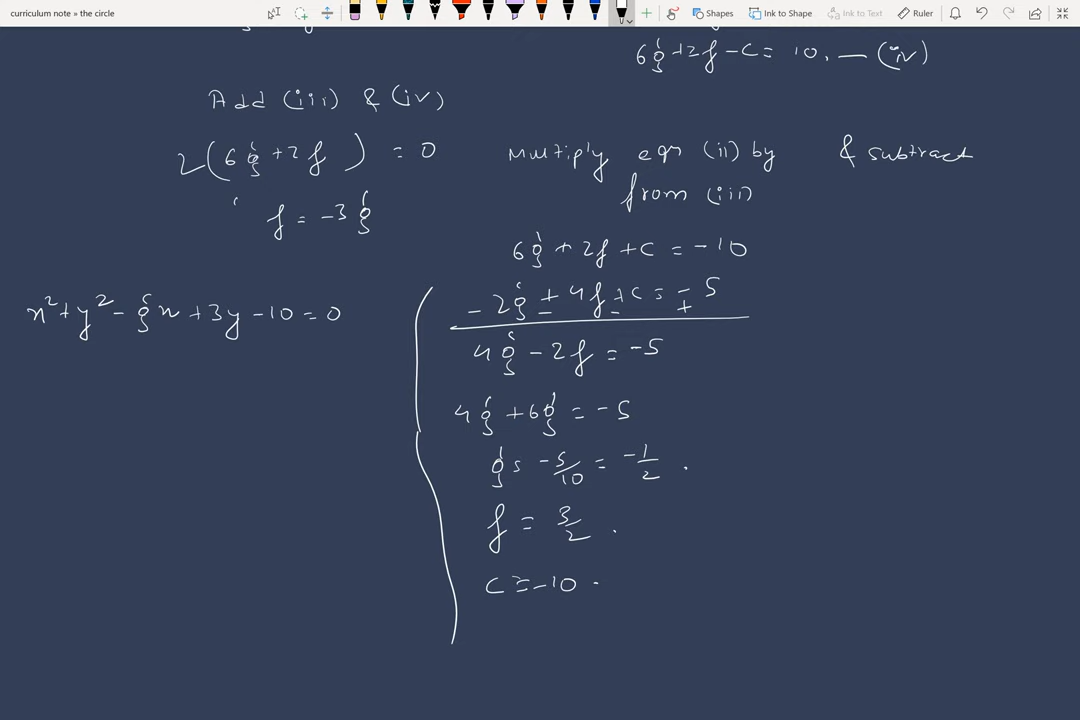 curriculum note » the circle
Shapes
Ink to Shape
Ink to Text
Ruler
6g + 2f - c = 10. — (iv)
Add (iii) & (iv)
2(6g + 2f) = 0
f = -3g
Multiply eqn (ii) by & subtract
from (iii)
x² + y² - gx + 3y - 10 = 0
6g + 2f + c = -10
- 2g ± 4f + c = - 5
- - +
4g - 2f = -5
4g + 6g = -5
g = -5/10 = -1/2 .
f = 3/2 .
c = -10 .